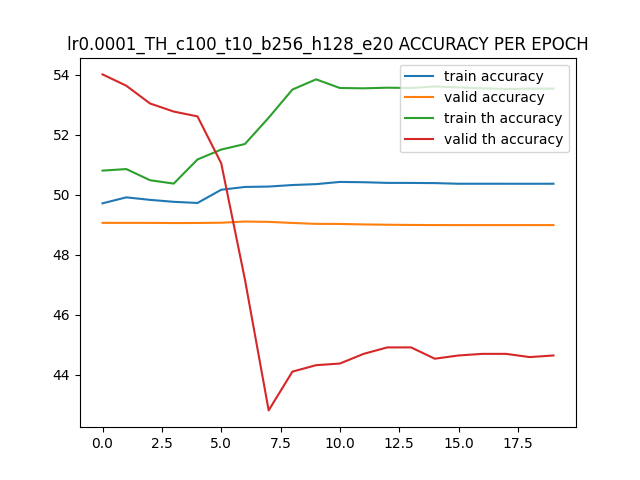 lr0.0001_TH_c100_t10_b256_h128_e20 ACCURACY PER EPOCH
train accuracy
valid accuracy
train th accuracy
valid th accuracy
54
52
50
48
46
44
0.0 2.5 5.0 7.5 10.0 12.5 15.0 17.5